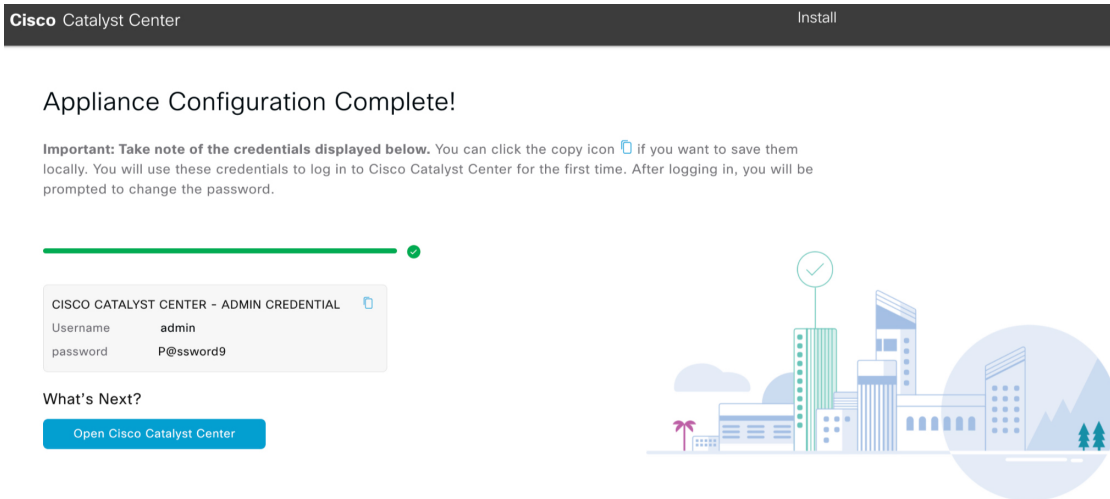 Cisco Catalyst Center
Install
Appliance Configuration Complete!
Important: Take note of the credentials displayed below. You can click the copy icon if you want to save them
locally. You will use these credentials to log in to Cisco Catalyst Center for the first time. After logging in, you will be
prompted to change the password.
CISCO CATALYST CENTER - ADMIN CREDENTIAL
Username admin
password P@ssword9
What's Next?
Open Cisco Catalyst Center